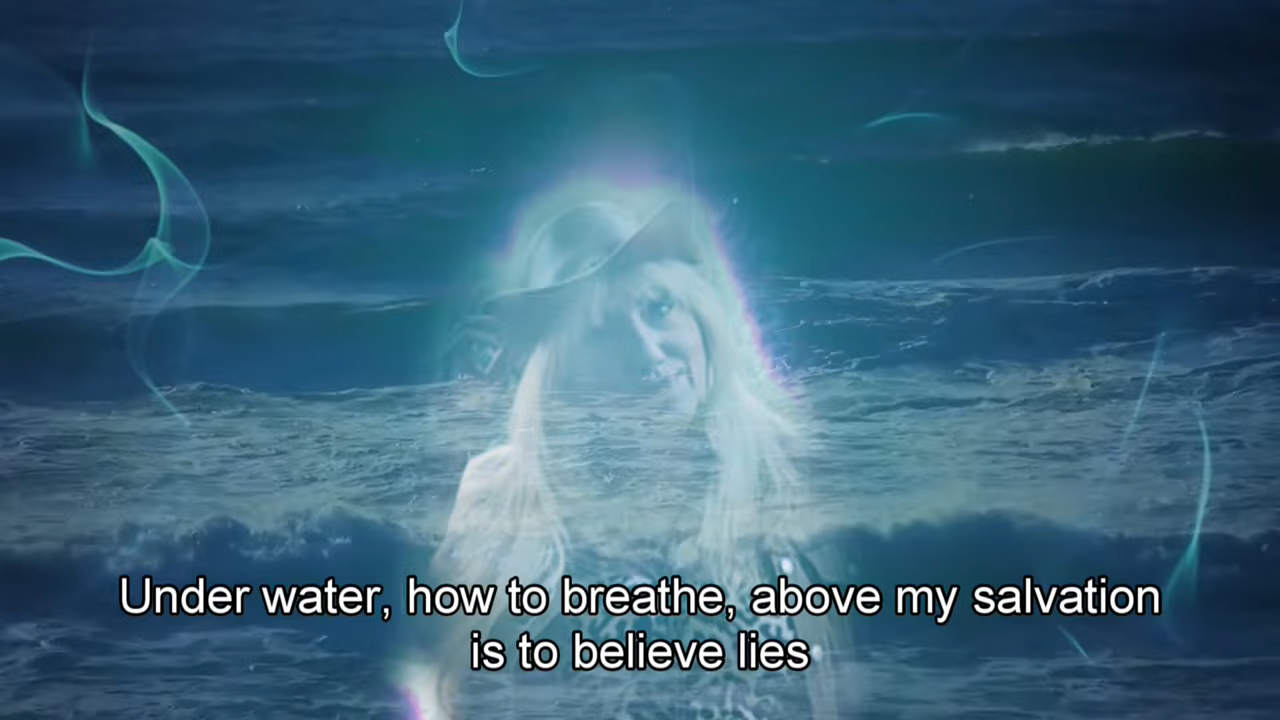 Under water, how to breathe, above my salvation
is to believe lies